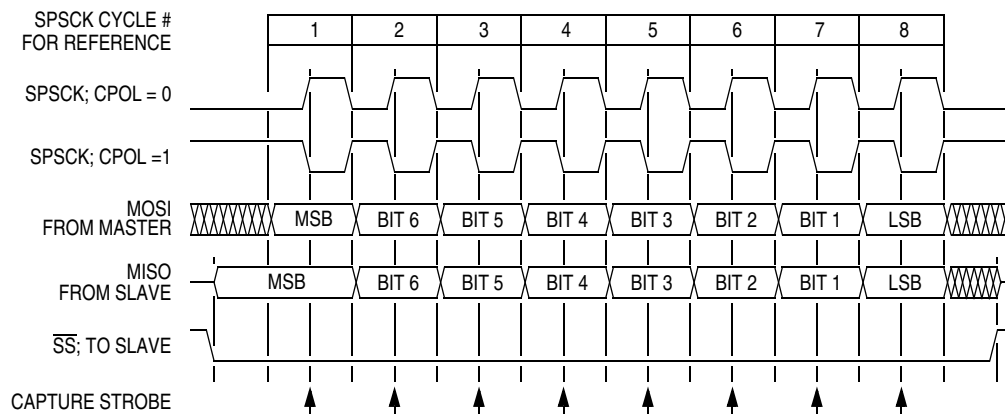 SPSCK CYCLE #
FOR REFERENCE
1 2 3 4 5 6 7 8
SPSCK; CPOL = 0
SPSCK; CPOL =1
MOSI
FROM MASTER
MSB BIT 6 BIT 5 BIT 4 BIT 3 BIT 2 BIT 1 LSB
MISO
FROM SLAVE
MSB BIT 6 BIT 5 BIT 4 BIT 3 BIT 2 BIT 1 LSB
SS; TO SLAVE
CAPTURE STROBE